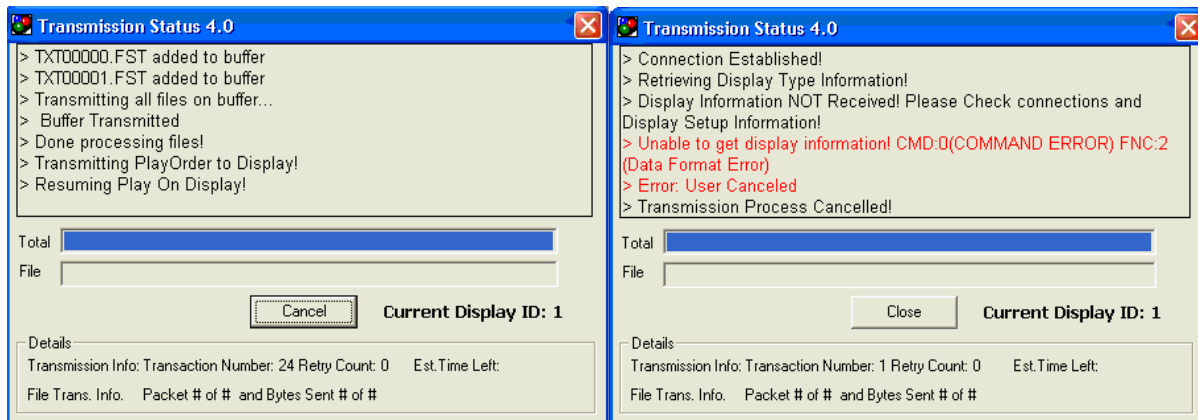 Transmission Status 4.0
> TXT00000.FST added to buffer
> TXT00001.FST added to buffer
> Transmitting all files on buffer...
> Buffer Transmitted
> Done processing files!
> Transmitting PlayOrder to Display!
> Resuming Play On Display!
Total
File
Cancel Current Display ID: 1
Details
Transmission Info: Transaction Number: 24 Retry Count: 0 Est.Time Left:
File Trans. Info. Packet # of # and Bytes Sent # of #
Transmission Status 4.0
> Connection Established!
> Retrieving Display Type Information!
> Display Information NOT Received! Please Check connections and
Display Setup Information!
> Unable to get display information! CMD:0(COMMAND ERROR) FNC:2
(Data Format Error)
> Error: User Canceled
> Transmission Process Cancelled!
Total
File
Close Current Display ID: 1
Details
Transmission Info: Transaction Number: 1 Retry Count: 0 Est.Time Left:
File Trans. Info. Packet # of # and Bytes Sent # of #